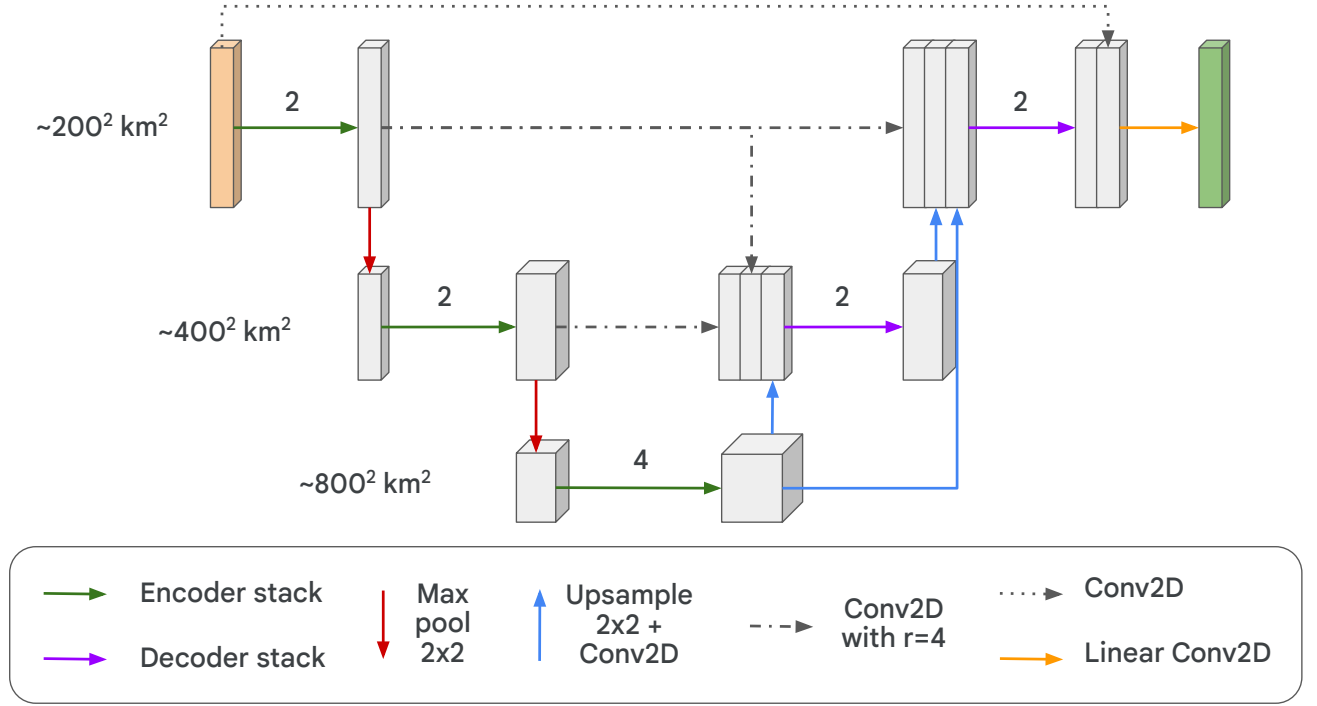 2
2
~200² km²
2
2
~400² km²
4
~800² km²
Encoder stack
Decoder stack
Max
pool
2x2
Upsample
2x2 +
Conv2D
Conv2D
with r=4
Conv2D
Linear Conv2D